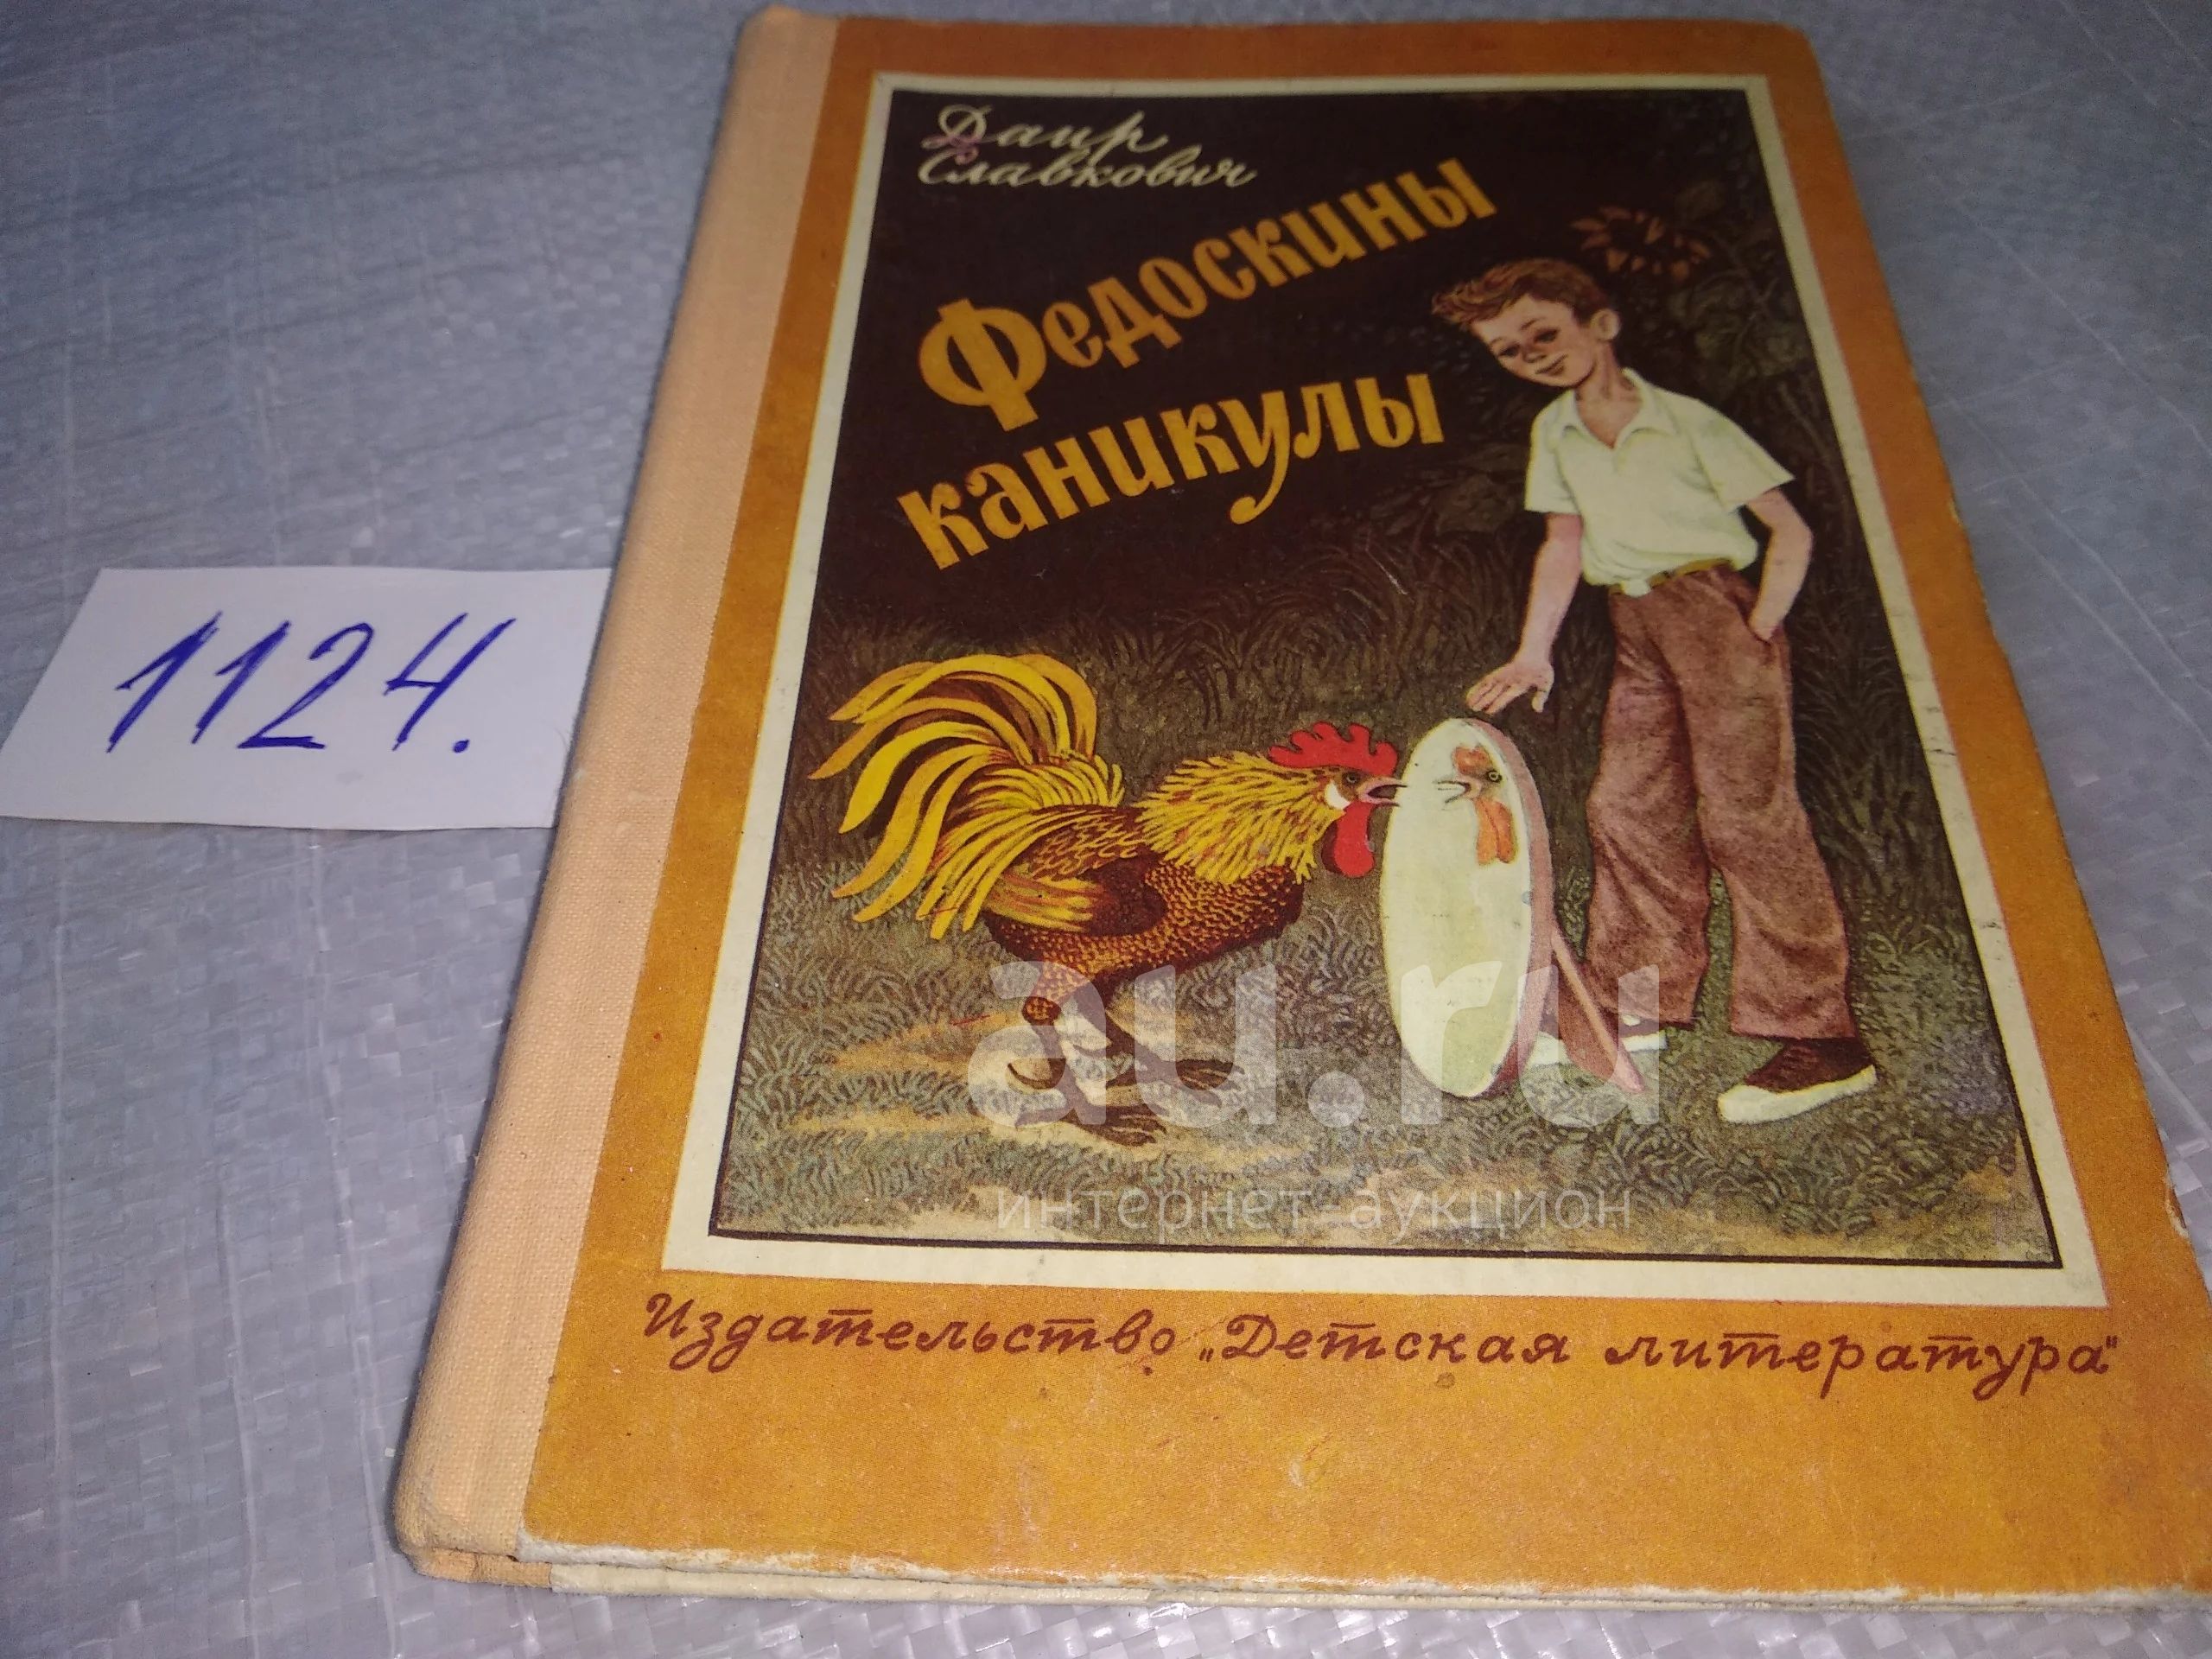 Даир
Славкович
Федоскины
каникулы
1124.
au.ru
интернет-аукцион
Издательство „Детская литература"